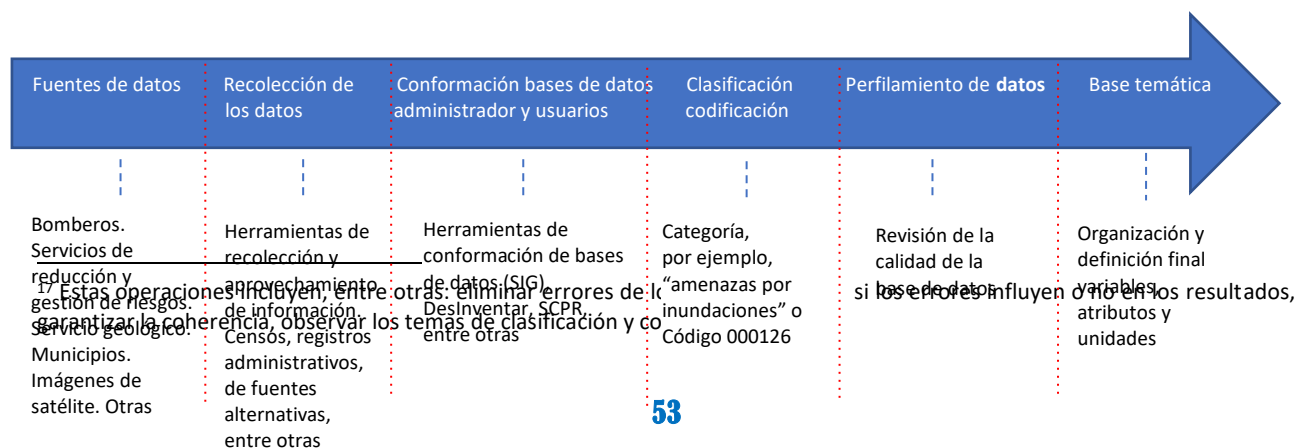 Fuentes de datos
Recolección de
los datos
Conformación bases de datos
administrador y usuarios
Clasificación
codificación
Perfilamiento de datos
Base temática
Bomberos.
Servicios de
reducción y
gestión de riesgos.
Servicio geológico.
Municipios.
Imágenes de
satélite. Otras
Herramientas de
recolección y
aprovechamiento
de información.
Censos, registros
administrativos,
de fuentes
alternativas,
entre otras
Herramientas de
conformación de bases
de datos (SIG),
DesInventar, SCPR,
entre otras
Categoría,
por ejemplo,
“amenazas por
inundaciones” o
Código 000126
Revisión de la
calidad de la
base de datos
Organización y
definición final
variables,
atributos y
unidades
17 Estas operaciones incluyen, entre otras: eliminar errores de si los errores influyen o no en los resultados,
garantizar la coherencia, observar los temas de clasificación y
53